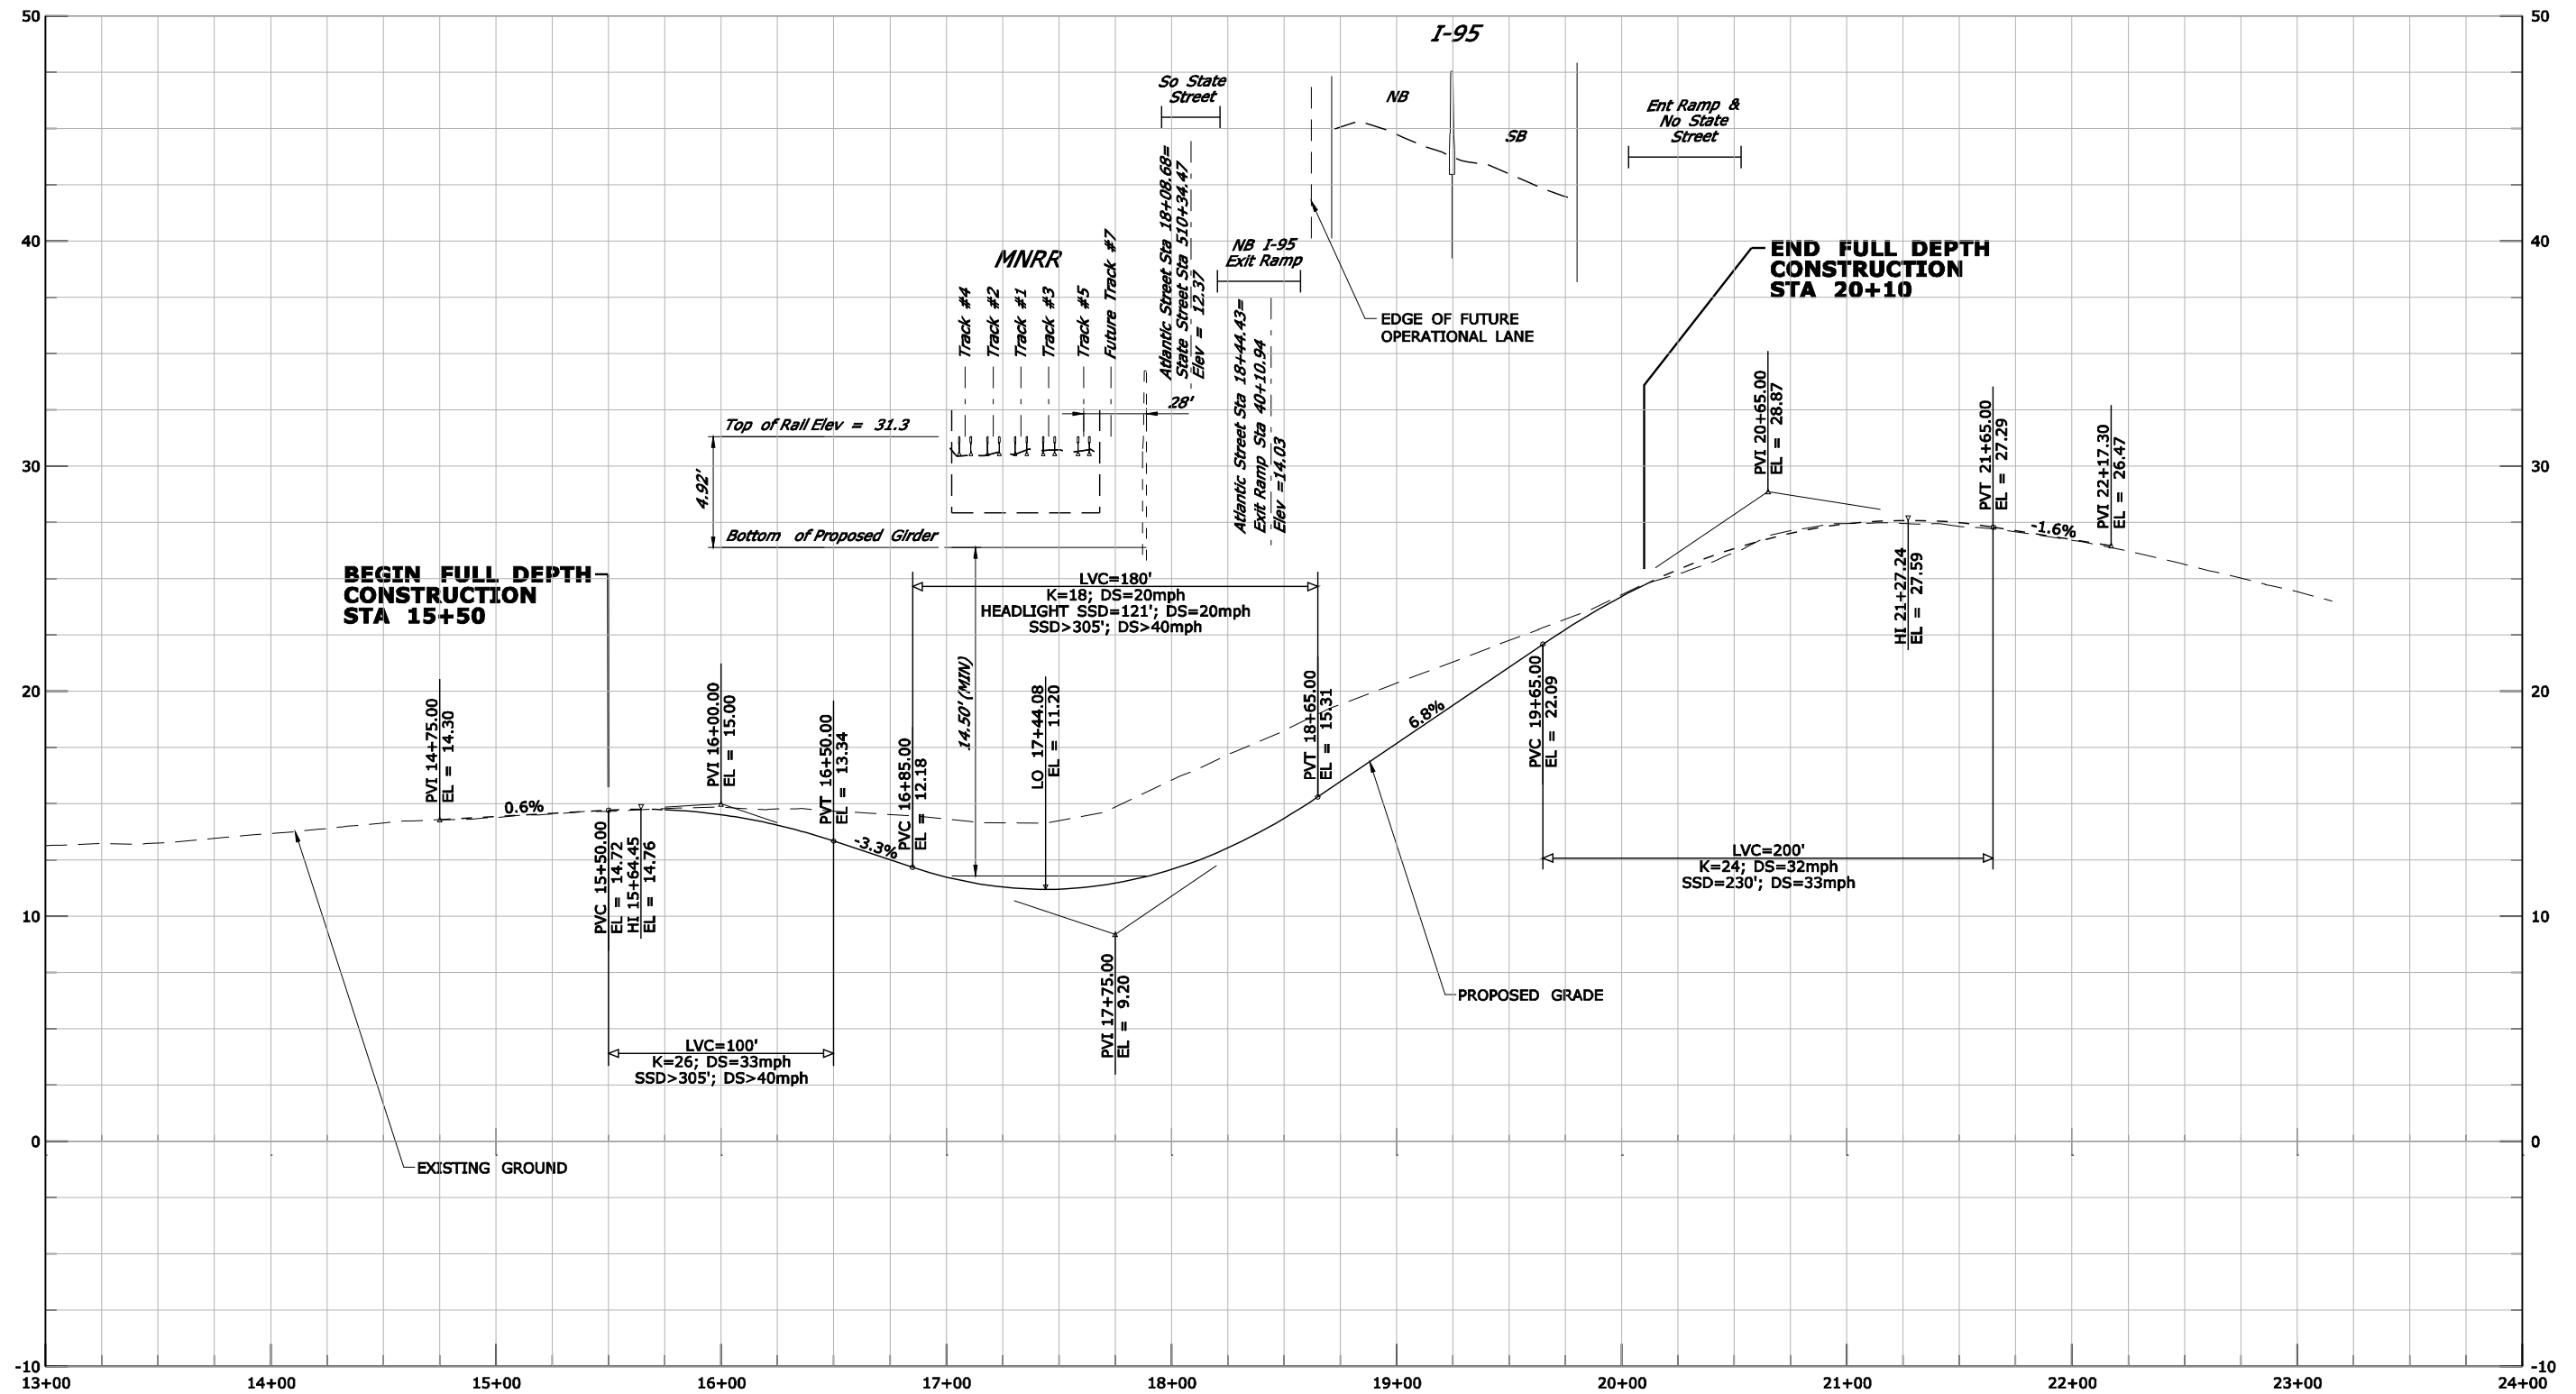 50
40
30
20
10
0
-10
50
40
30
20
10
0
-10
I-95
NB
SB
So State
Street
Ent Ramp &
No State
Street
MNRR
Track #4
Track #2
Track #1
Track #3
Track #5
Future Track #7
Atlantic Street Sta 18+08.68=
State Street Sta 510+34.47
Elev = 12.37
NB I-95
Exit Ramp
Atlantic Street Sta 18+44.43=
Exit Ramp Sta 40+10.94
Elev =14.03
EDGE OF FUTURE
OPERATIONAL LANE
END FULL DEPTH
CONSTRUCTION
STA 20+10
28'
Top of Rail Elev = 31.3
4.92'
Bottom of Proposed Girder
14.50' (MIN)
BEGIN FULL DEPTH
CONSTRUCTION
STA 15+50
LVC=180'
K=18; DS=20mph
HEADLIGHT SSD=121'; DS=20mph
SSD>305'; DS>40mph
PVI 14+75.00
EL = 14.30
0.6%
PVC 15+50.00
EL = 14.72
HI 15+64.45
EL = 14.76
PVI 16+00.00
EL = 15.00
PVT 16+50.00
EL = 13.34
-3.3%
PVC 16+85.00
EL = 12.18
LO 17+44.08
EL = 11.20
PVI 17+75.00
EL = 9.20
PVT 18+65.00
EL = 15.31
6.8%
PVC 19+65.00
EL = 22.09
PVI 20+65.00
EL = 28.87
HI 21+27.24
EL = 27.59
PVT 21+65.00
EL = 27.29
-1.6%
PVI 22+17.30
EL = 26.47
LVC=200'
K=24; DS=32mph
SSD=230'; DS=33mph
LVC=100'
K=26; DS=33mph
SSD>305'; DS>40mph
PROPOSED GRADE
EXISTING GROUND
13+00
14+00
15+00
16+00
17+00
18+00
19+00
20+00
21+00
22+00
23+00
24+00